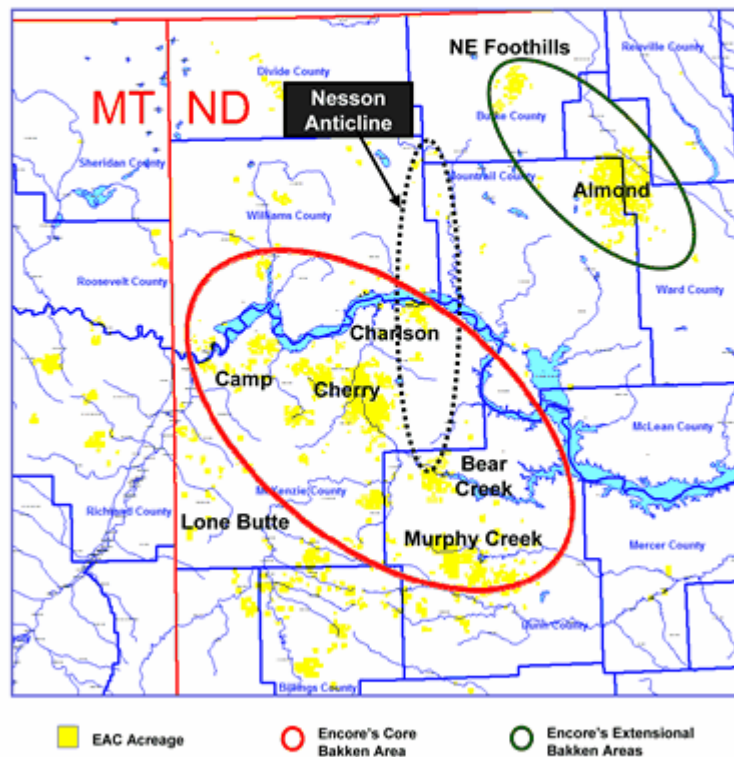 NE Foothills
Renville County
Divide County
MT
ND
Nesson
Anticline
Burke County
Sheridan County
Mountrail County
Almond
Williams County
Roosevelt County
Ward County
Charlson
Camp
Cherry
McLean County
Bear
Creek
McKenzie County
Richland County
Lone Butte
Murphy Creek
Mercer County
Dunn County
Billings County
EAC Acreage
Encore's Core
Bakken Area
Encore's Extensional
Bakken Areas